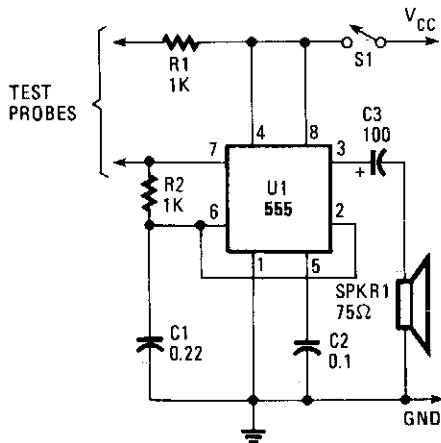 VCC
R1
1K
S1
TEST
PROBES
C3
100
4
8
7
3
+
R2
1K
U1
555
6
2
1
5
SPKR1
75Ω
C1
0.22
C2
0.1
GND